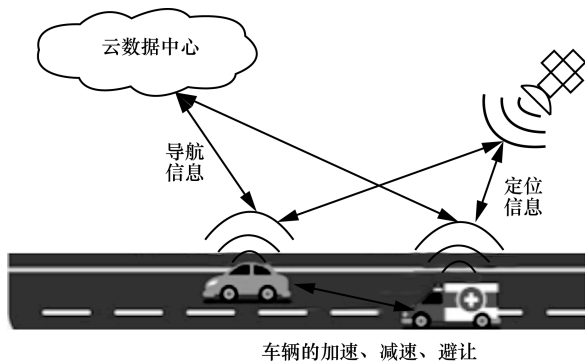 云数据中心
导航
信息
定位
信息
车辆的加速、减速、避让